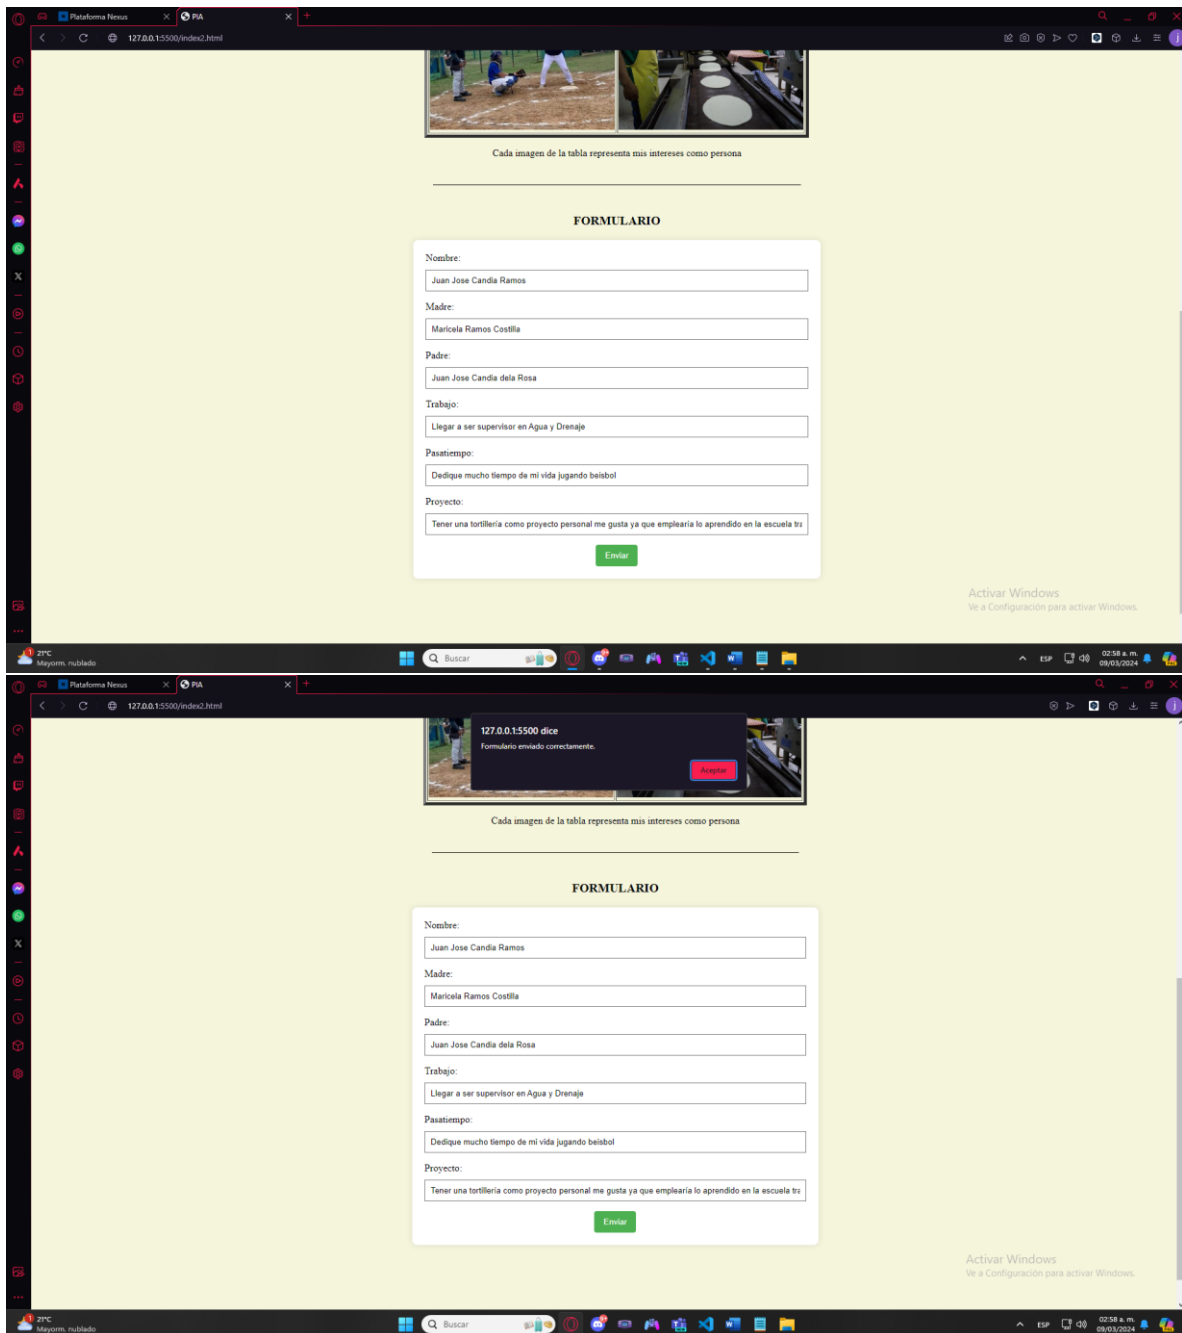 Plataforma Nexus
PIA
127.0.0.1:5500/index2.html
Cada imagen de la tabla representa mis intereses como persona
FORMULARIO
Nombre:
Juan Jose Candia Ramos
Madre:
Maricela Ramos Costilla
Padre:
Juan Jose Candia dela Rosa
Trabajo:
Llegar a ser supervisor en Agua y Drenaje
Pasatiempo:
Dedique mucho tiempo de mi vida jugando beisbol
Proyecto:
Tener una tortillería como proyecto personal me gusta ya que emplearía lo aprendido en la escuela tra
Enviar
Activar Windows
Ve a Configuración para activar Windows.
1
21°C
Mayorm. nublado
Buscar
ESP
02:58 a. m.
09/03/2024
Plataforma Nexus
PIA
127.0.0.1:5500/index2.html
127.0.0.1:5500 dice
Formulario enviado correctamente.
Aceptar
Cada imagen de la tabla representa mis intereses como persona
FORMULARIO
Nombre:
Juan Jose Candia Ramos
Madre:
Maricela Ramos Costilla
Padre:
Juan Jose Candia dela Rosa
Trabajo:
Llegar a ser supervisor en Agua y Drenaje
Pasatiempo:
Dedique mucho tiempo de mi vida jugando beisbol
Proyecto:
Tener una tortillería como proyecto personal me gusta ya que emplearía lo aprendido en la escuela tra
Enviar
Activar Windows
Ve a Configuración para activar Windows.
1
21°C
Mayorm. nublado
Buscar
ESP
02:58 a. m.
09/03/2024